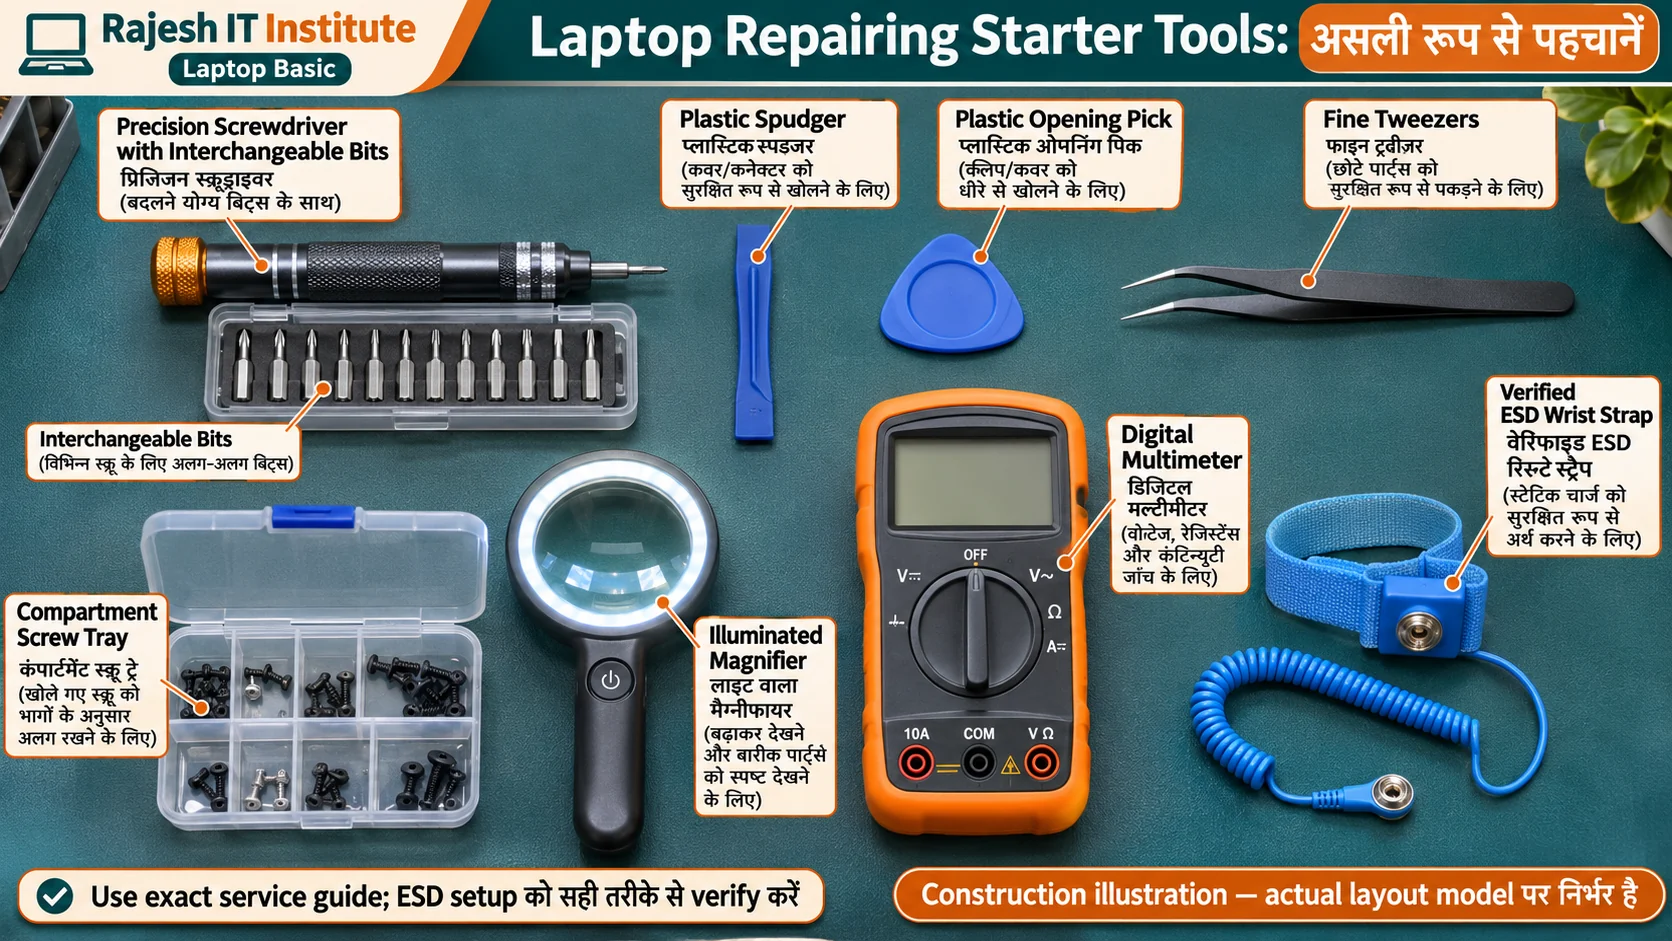 Rajesh IT Institute
Laptop Basic
Laptop Repairing Starter Tools: असली रूप से पहचानें
Precision Screwdriver
with Interchangeable Bits
प्रिजिजन स्क्रूड्राइवर
(बदलने योग्य बिट्स के साथ)
Plastic Spudger
प्लास्टिक स्पडजर
(कवर/कनेक्टर को
सुरक्षित रूप से खोलने के लिए)
Plastic Opening Pick
प्लास्टिक ओपनिंग पिक
(क्लिप/कवर को
धीरे से खोलने के लिए)
Fine Tweezers
फाइन ट्वीज़र
(छोटे पार्ट्स को
सुरक्षित रूप से पकड़ने के लिए)
Interchangeable Bits
(विभिन्न स्क्रू के लिए अलग-अलग बिट्स)
Digital
Multimeter
डिजिटल
मल्टीमीटर
(वोल्टेज, रेजिस्टेंस
और कंटिन्युटी
जांच के लिए)
Verified
ESD Wrist Strap
वेरिफाइड ESD
रिस्ट स्ट्रैप
(स्टेटिक चार्ज को
सुरक्षित रूप से
अर्थ करने के लिए)
Compartment
Screw Tray
कंपार्टमेंट स्क्रू ट्रे
(खोले गए स्क्रू को
भागों के अनुसार
अलग रखने के लिए)
Illuminated
Magnifier
लाइट वाला
मैग्नीफायर
(बढ़ाकर देखने
और बारीक पार्ट्स
को स्पष्ट देखने
के लिए)
OFF
V⎓ V~
Ω
A⎓
10A COM V Ω
Use exact service guide; ESD setup को सही तरीके से verify करें
Construction illustration — actual layout model पर निर्भर है